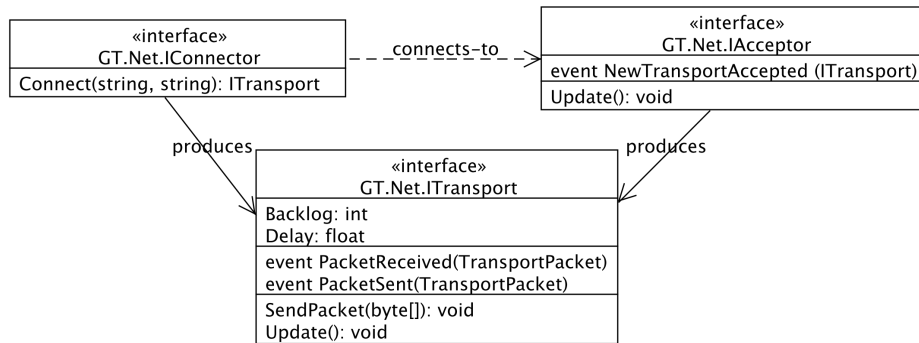 «interface»
GT.Net.IConnector
Connect(string, string): ITransport
connects-to
«interface»
GT.Net.IAcceptor
event NewTransportAccepted (ITransport)
Update(): void
produces
produces
«interface»
GT.Net.ITransport
Backlog: int
Delay: float
event PacketReceived(TransportPacket)
event PacketSent(TransportPacket)
SendPacket(byte[]): void
Update(): void